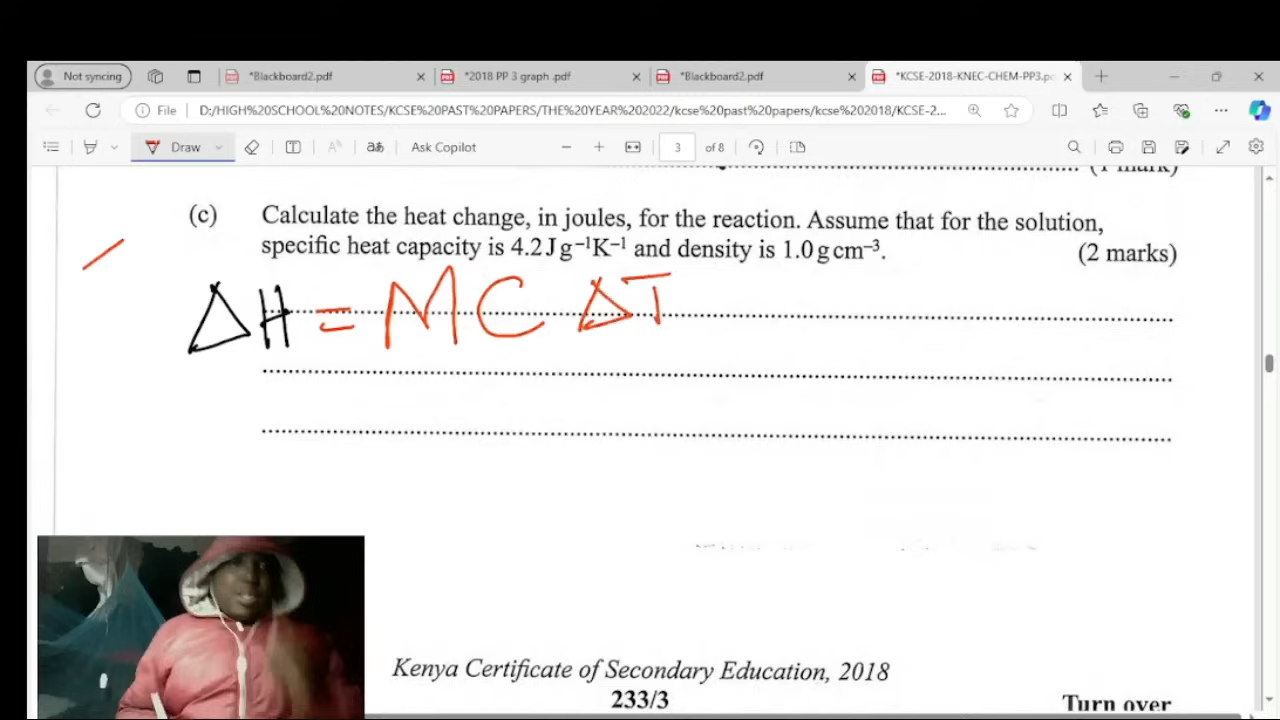 Not syncing
*Blackboard2.pdf
*2018 PP 3 graph .pdf
*Blackboard2.pdf
*KCSE-2018-KNEC-CHEM-PP3.p
File D:/HIGH%20SCHOOL%20NOTES/KCSE%20PAST%20PAPERS/THE%20YEAR%202022/kcse%20past%20papers/kcse%202018/KCSE-2...
Draw
Ask Copilot
3 of 8
(1 mark)
(c) Calculate the heat change, in joules, for the reaction. Assume that for the solution,
specific heat capacity is 4.2 J g⁻¹K⁻¹ and density is 1.0 g cm⁻³. (2 marks)
ΔH = MCΔT
Kenya Certificate of Secondary Education, 2018
233/3
Turn over